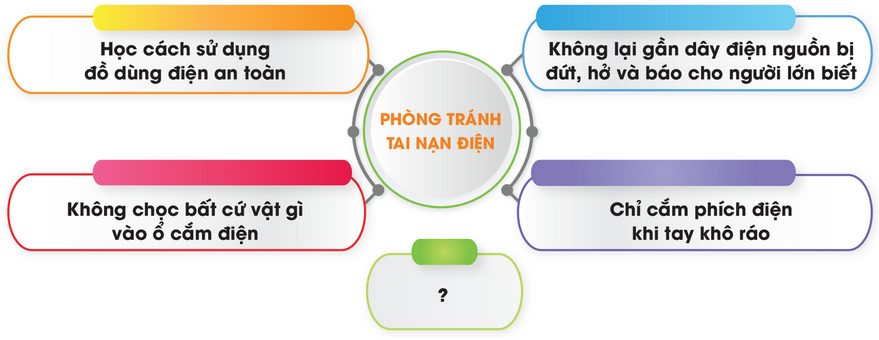 Học cách sử dụng
đồ dùng điện an toàn
Không lại gần dây điện nguồn bị
đứt, hở và báo cho người lớn biết
PHÒNG TRÁNH
TAI NẠN ĐIỆN
Không chọc bất cứ vật gì
vào ổ cắm điện
Chỉ cắm phích điện
khi tay khô ráo
?